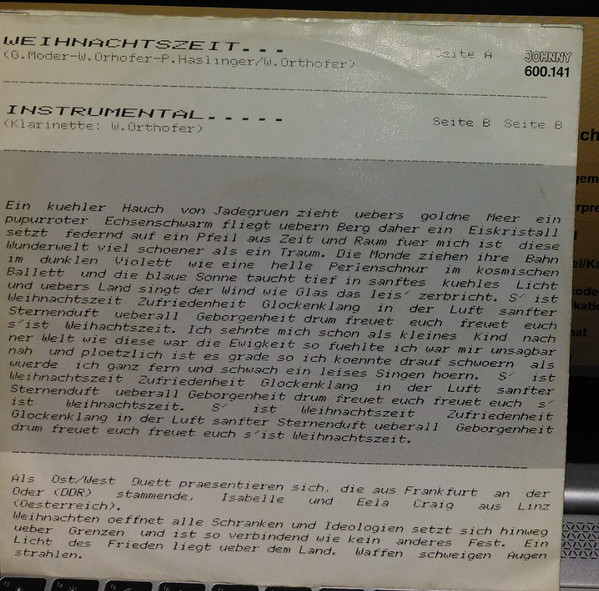 WEIHNACHTSZEIT...
Seite A
JOHNNY
(G.Moder-W.Orhofer-P.Haslinger/W.Orthofer)
600.141
INSTRUMENTAL.....
Seite B Seite B
(Klarinette: W.Orthofer)
Ein kuehler Hauch von Jadegruen zieht uebers goldne Meer ein
pupurroter Echsenschwarm fliegt uebern Berg daher ein Eiskristall
setzt federnd auf ein Pfeil aus Zeit und Raum fuer mich ist diese
Wunderwelt viel schoener als ein Traum. Die Monde ziehen ihre Bahn
im dunklen Violett wie eine helle Perlenschnur im kosmischen
Ballett und die blaue Sonne taucht tief in sanftes kuehles Licht
und uebers Land singt der Wind wie Glas das leis' zerbricht. S' ist
Weihnachtszeit Zufriedenheit Glockenklang in der Luft sanfter
Sternenduft ueberall Geborgenheit drum freuet euch freuet euch
s'ist Weihachtszeit. Ich sehnte mich schon als kleines Kind nach
ner Welt wie diese war die Ewigkeit so fuehlte ich war mir unsagbar
nah und ploetzlich ist es grade so ich koennte drauf schwoern als
wuerde ich ganz fern und schwach ein leises Singen hoern. S' ist
Weihnachtszeit Zufriedenheit Glockenklang in der Luft sanfter
Sternenduft ueberall Geborgenheit drum freuet euch freuet euch s'
ist Weihnachtszeit. S' ist Weihnachtszeit Zufriedenheit
Glockenklang in der Luft sanfter Sternenduft ueberall Geborgenheit
drum freuet euch freuet euch s'ist Weihnachtszeit.
Als Ost/West Duett praesentieren sich, die aus Frankfurt an der
Oder (DDR) stammende, Isabelle und Eela Craig aus Linz
(Oesterreich).
Weihnachten oeffnet alle Schranken und Ideologien setzt sich hinweg
ueber Grenzen und ist so verbindend wie kein anderes Fest. Ein
Licht des Frieden liegt ueber dem Land. Waffen schweigen Augen
strahlen.